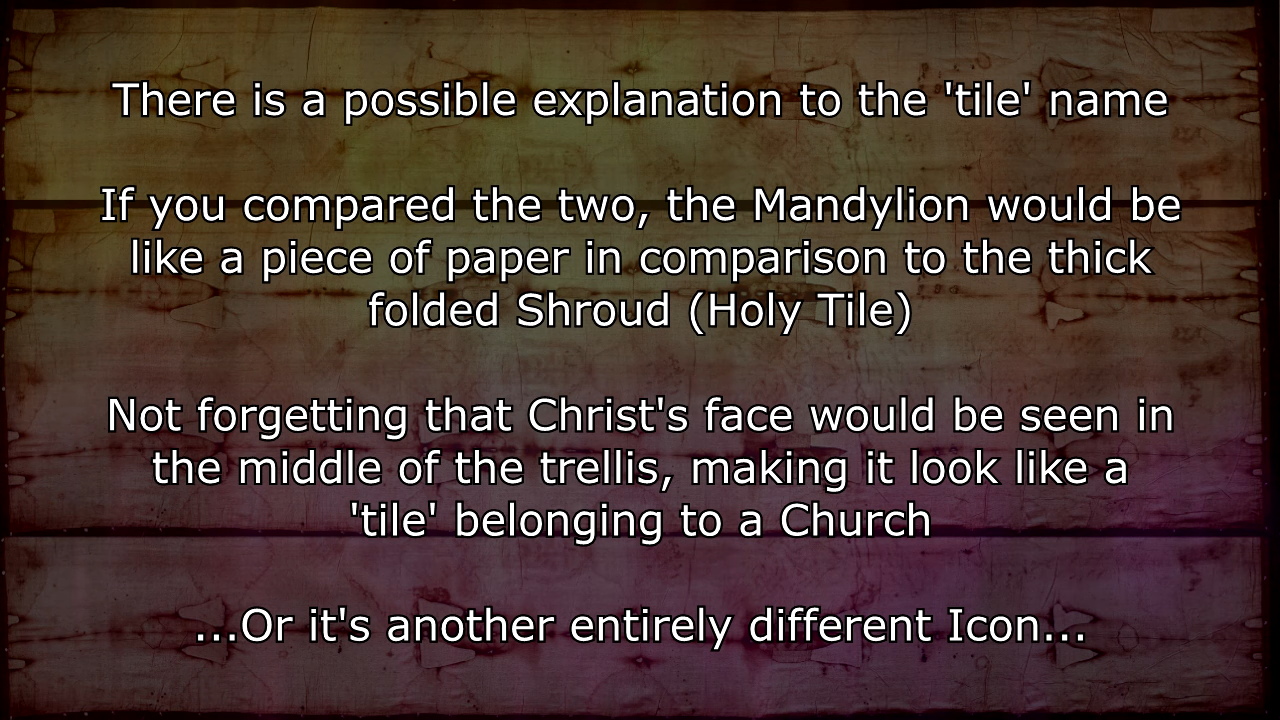 There is a possible explanation to the 'tile' name
If you compared the two, the Mandylion would be
like a piece of paper in comparison to the thick
folded Shroud (Holy Tile)
Not forgetting that Christ's face would be seen in
the middle of the trellis, making it look like a
'tile' belonging to a Church
...Or it's another entirely different Icon...